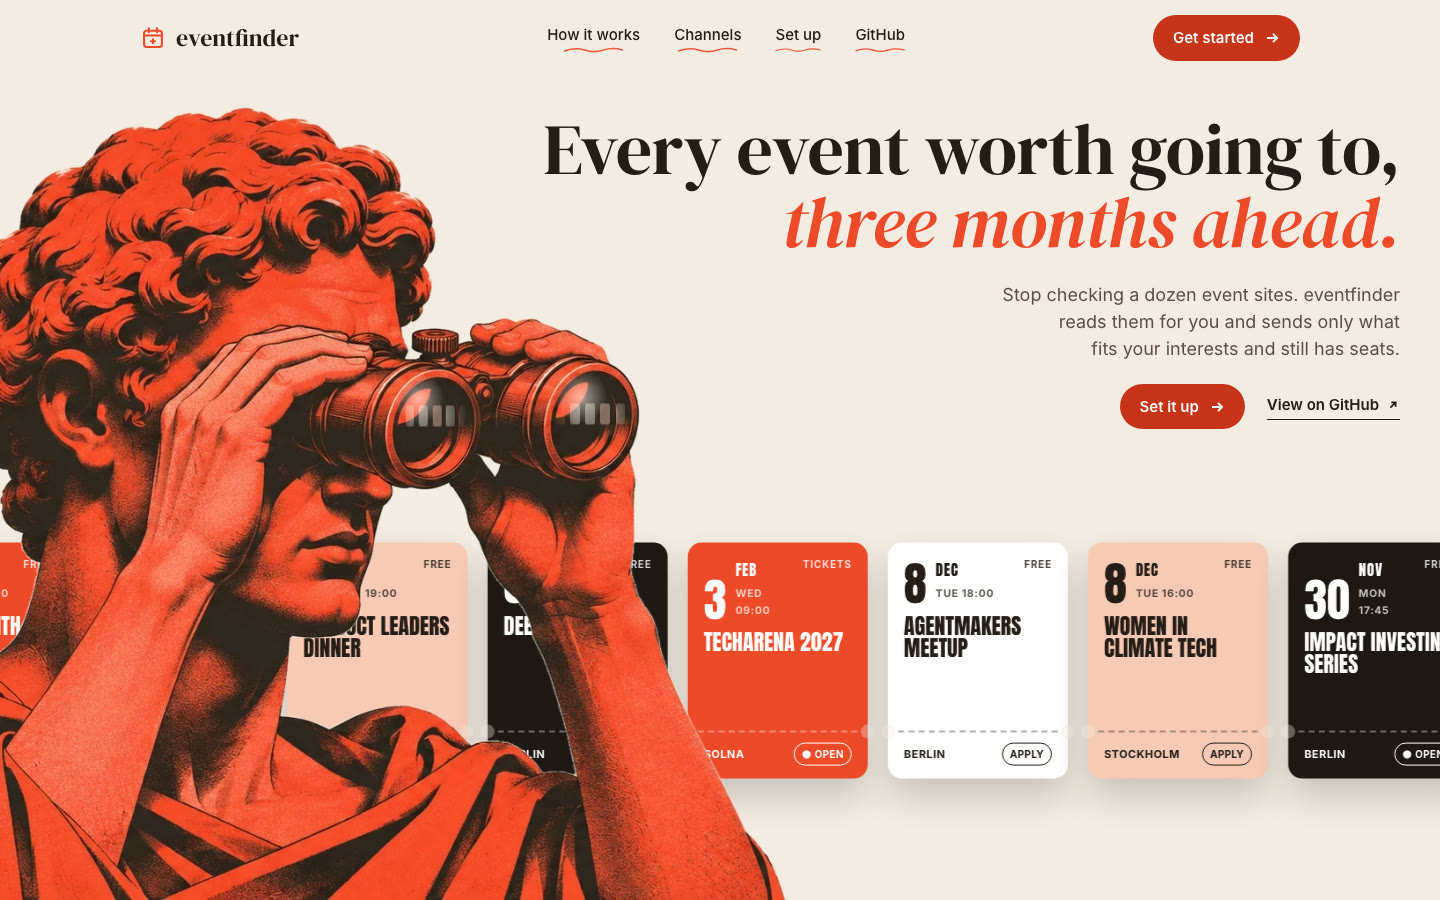 eventfinder
How it works
Channels
Set up
GitHub
Get started
Every event worth going to,
three months ahead.
Stop checking a dozen event sites. eventfinder
reads them for you and sends only what
fits your interests and still has seats.
Set it up
View on GitHub
FREE
19:00
LEADERS
DINNER
BERLIN
FEB
TICKETS
3
WED
09:00
TECHARENA 2027
SOLNA
OPEN
DEC
FREE
8
TUE 18:00
AGENTMAKERS
MEETUP
BERLIN
APPLY
DEC
FREE
8
TUE 16:00
WOMEN IN
CLIMATE TECH
STOCKHOLM
APPLY
NOV
30
MON
17:45
IMPACT
SERIES
BERLIN
OPEN